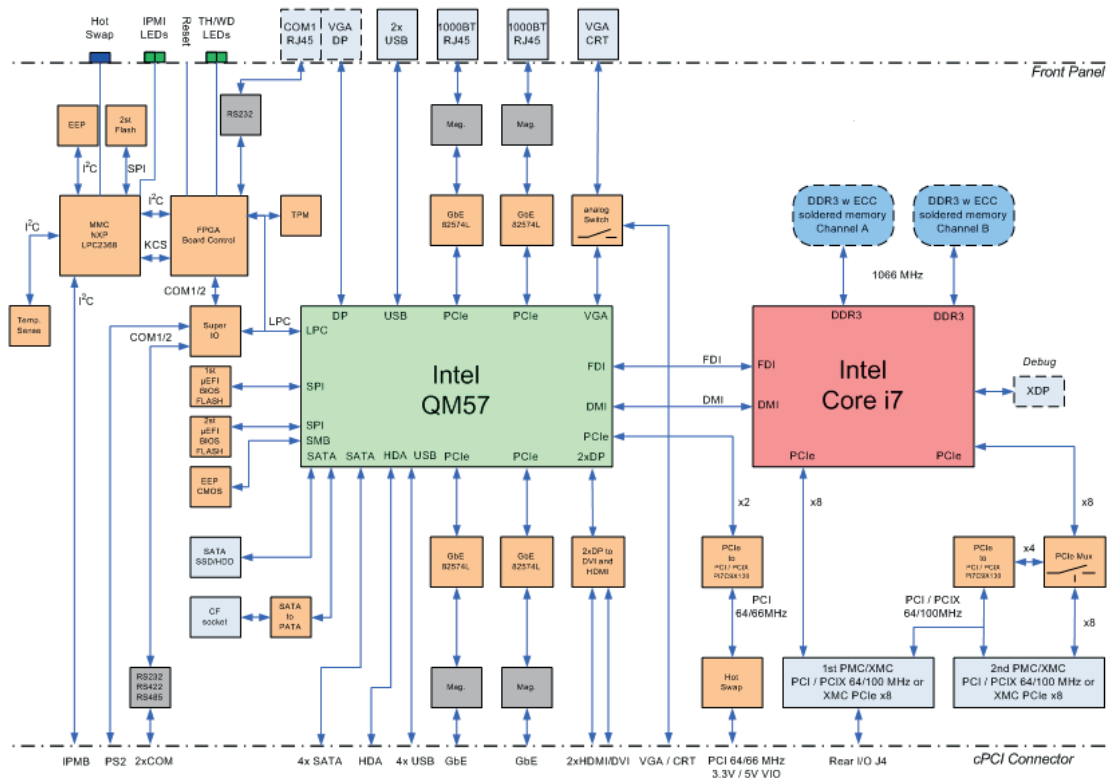 Hot
Swap
IPMI
LEDs
Reset
TH/WD
LEDs
COM1
RJ45
VGA
DP
2x
USB
1000BT
RJ45
1000BT
RJ45
VGA
CRT
Front Panel
EEP
2st
Flash
RS232
Mag.
Mag.
I²C
SPI
MMC
NXP
LPC2368
I²C
KCS
FPGA
Board Control
TPM
GbE
82574L
GbE
82574L
analog
Switch
DDR3 w ECC
soldered memory
Channel A
DDR3 w ECC
soldered memory
Channel B
1066 MHz
I²C
I²C
COM1/2
Temp.
Sense
Super
IO
COM1/2
LPC
LPC
DP
USB
PCIe
PCIe
VGA
FDI
DMI
PCIe
2xDP
SPI
SPI
SMB
SATA
SATA
HDA
USB
PCIe
PCIe
Intel
QM57
FDI
DMI
DDR3
DDR3
FDI
DMI
Intel
Core i7
PCIe
PCIe
Debug
XDP
1st
µEFI
BIOS
FLASH
2st
µEFI
BIOS
FLASH
EEP
CMOS
x2
x8
x8
SATA
SSD/HDD
GbE
82574L
GbE
82574L
2xDP to
DVI and
HDMI
PCIe
to
PCI / PCIX
PI7C9X130
PCIe
to
PCI / PCIX
PI7C9X130
x4
PCIe Mux
CF
socket
SATA
to
PATA
PCI
64/66MHz
PCI / PCIX
64/100MHz
x8
RS232
RS422
RS485
Mag.
Mag.
Hot
Swap
1st PMC/XMC
PCI / PCIX 64/100 MHz or
XMC PCIe x8
2nd PMC/XMC
PCI / PCIX 64/100 MHz or
XMC PCIe x8
IPMB
PS2
2xCOM
4x SATA
HDA
4x USB
GbE
GbE
2xHDMI/DVI
VGA / CRT
PCI 64/66 MHz
3.3V / 5V VIO
Rear I/O J4
cPCI Connector